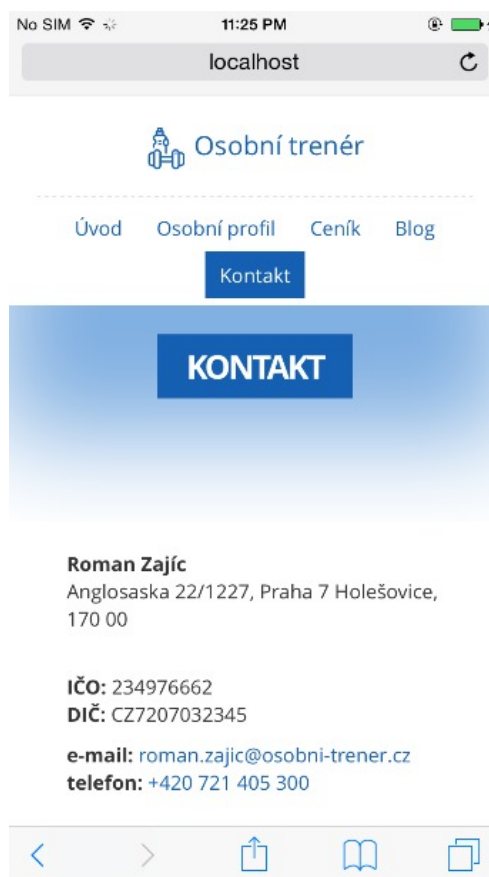 No SIM 11:25 PM
localhost
Osobní trenér
Úvod Osobní profil Ceník Blog
Kontakt
KONTAKT
Roman Zajíc
Anglosaska 22/1227, Praha 7 Holešovice,
170 00
IČO: 234976662
DIČ: CZ7207032345
e-mail: roman.zajic@osobni-trener.cz
telefon: +420 721 405 300